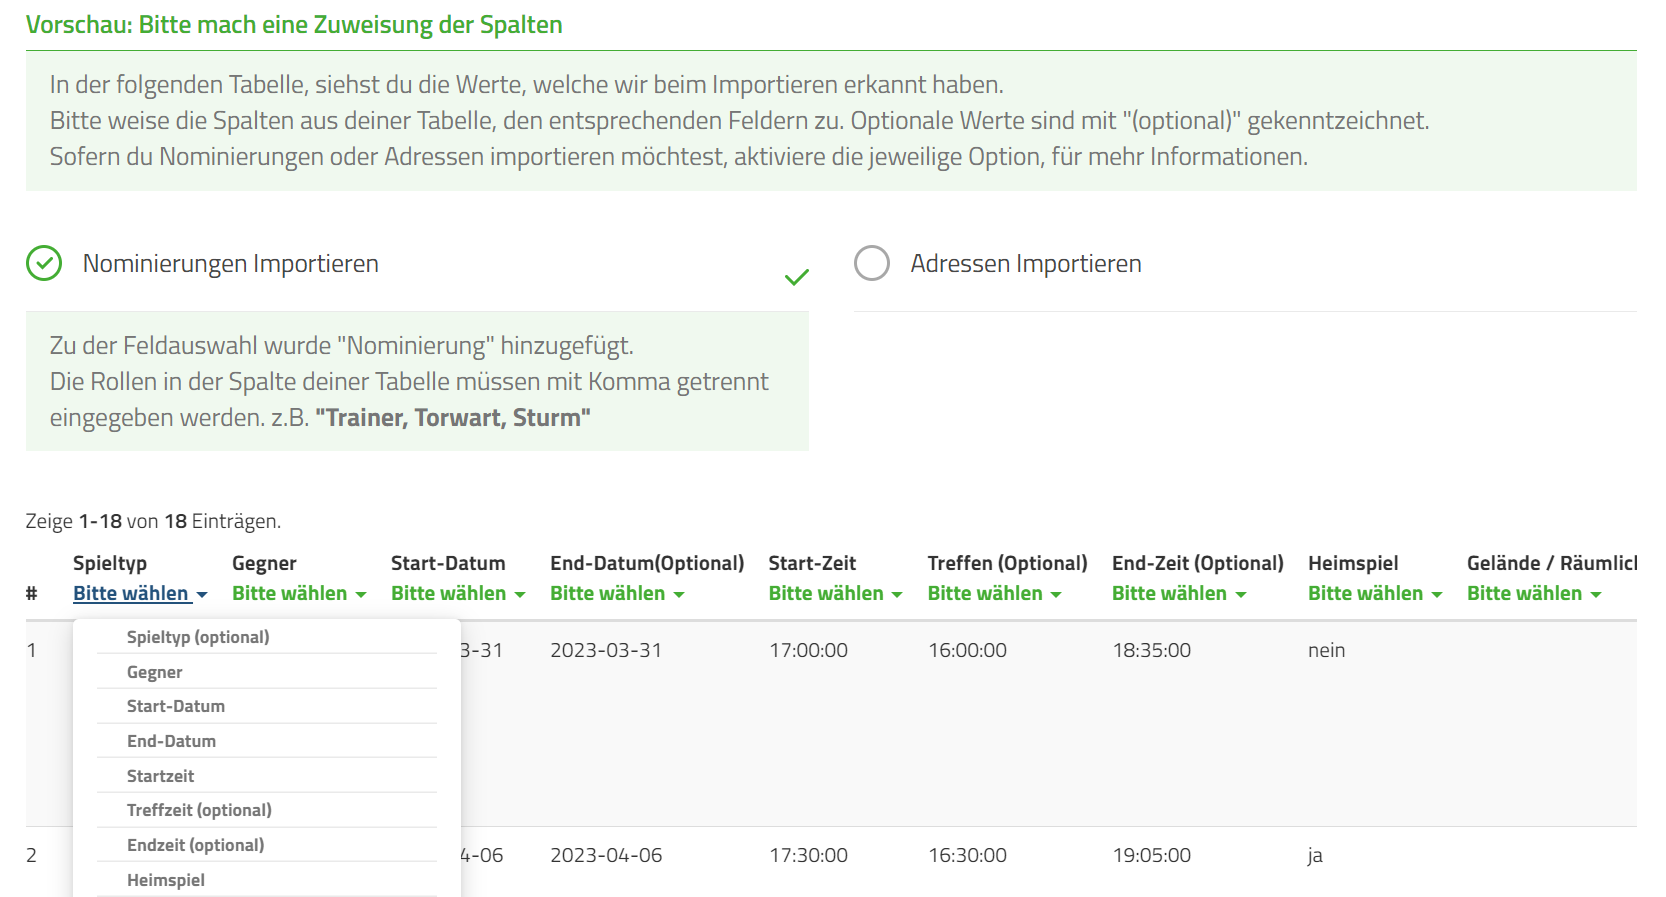 Vorschau: Bitte mach eine Zuweisung der Spalten
In der folgenden Tabelle, siehst du die Werte, welche wir beim Importieren erkannt haben.
Bitte weise die Spalten aus deiner Tabelle, den entsprechenden Feldern zu. Optionale Werte sind mit "(optional)" gekenntzeichnet.
Sofern du Nominierungen oder Adressen importieren möchtest, aktiviere die jeweilige Option, für mehr Informationen.
Nominierungen Importieren
Adressen Importieren
Zu der Feldauswahl wurde "Nominierung" hinzugefügt.
Die Rollen in der Spalte deiner Tabelle müssen mit Komma getrennt
eingegeben werden. z.B. "Trainer, Torwart, Sturm"
Zeige 1-18 von 18 Einträgen.
Spieltyp Gegner Start-Datum End-Datum(Optional) Start-Zeit Treffen (Optional) End-Zeit (Optional) Heimspiel Gelände / Räumlich
# Bitte wählen Bitte wählen Bitte wählen Bitte wählen Bitte wählen Bitte wählen Bitte wählen Bitte wählen Bitte wählen
1 3-31 2023-03-31 17:00:00 16:00:00 18:35:00 nein
Spieltyp (optional)
Gegner
Start-Datum
End-Datum
Startzeit
Treffzeit (optional)
Endzeit (optional)
Heimspiel
2 4-06 2023-04-06 17:30:00 16:30:00 19:05:00 ja